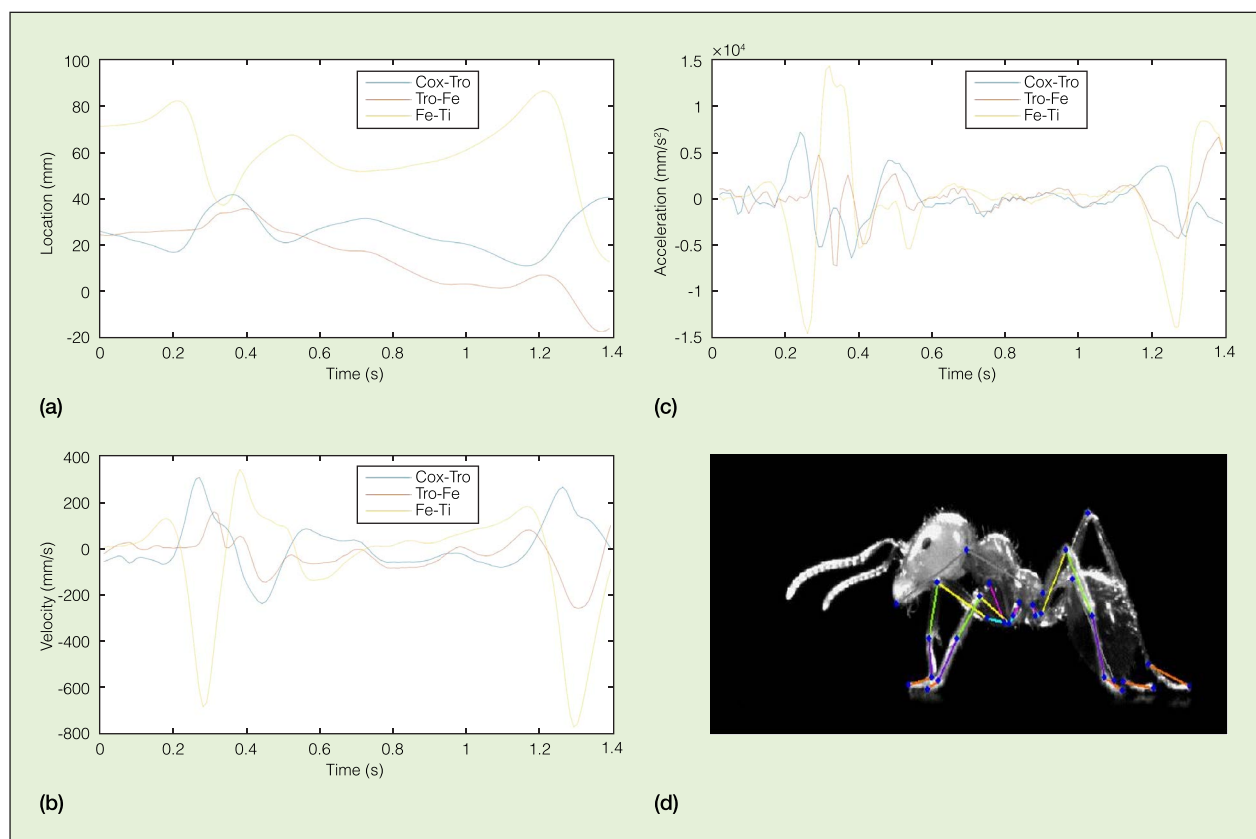 100
80
60
40
20
0
-20
Location (mm)
Cox-Tro
Tro-Fe
Fe-Ti
0 0.2 0.4 0.6 0.8 1 1.2 1.4
Time (s)
(a)
×10⁴
1.5
1
0.5
0
-0.5
-1
-1.5
Acceleration (mm/s²)
Cox-Tro
Tro-Fe
Fe-Ti
0 0.2 0.4 0.6 0.8 1 1.2 1.4
Time (s)
(c)
400
200
0
-200
-400
-600
-800
Velocity (mm/s)
Cox-Tro
Tro-Fe
Fe-Ti
0 0.2 0.4 0.6 0.8 1 1.2 1.4
Time (s)
(b)
(d)